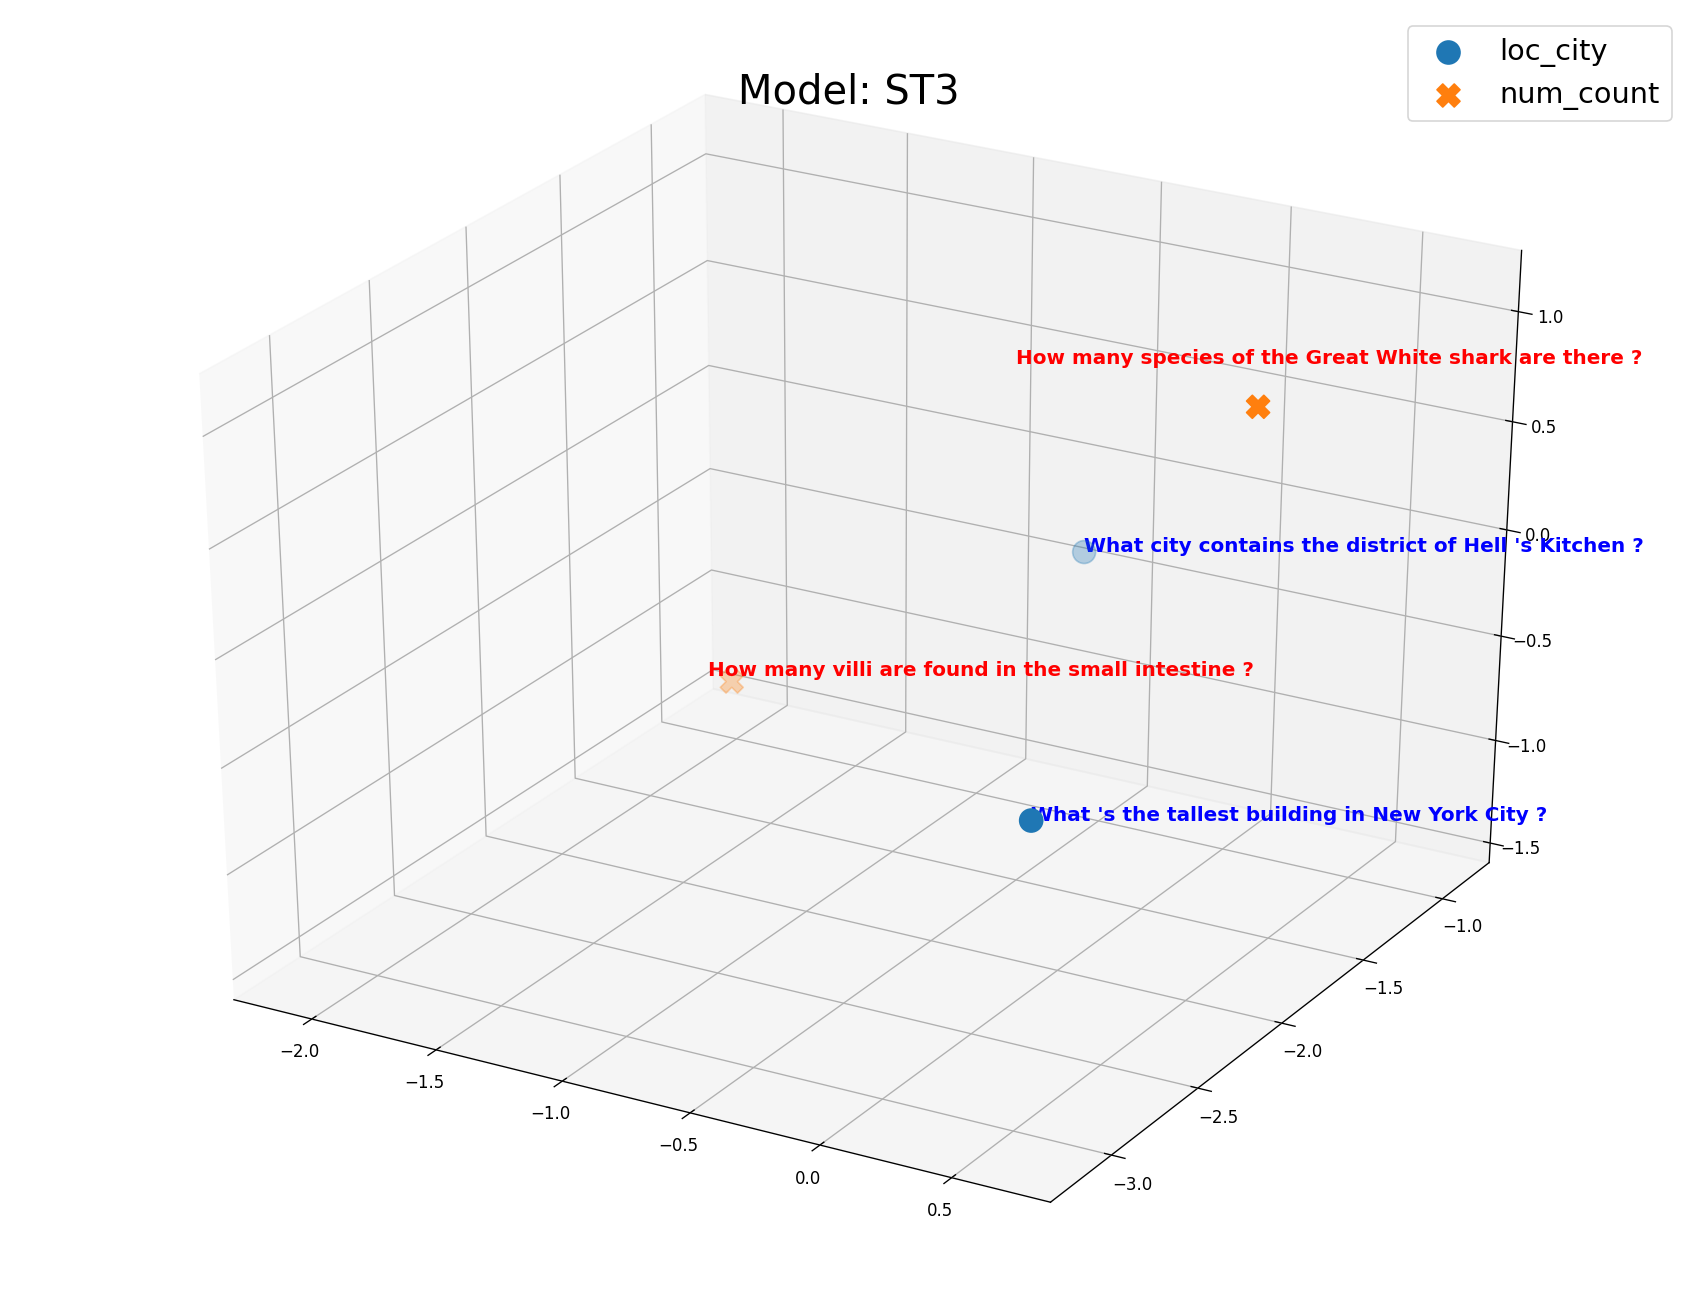 loc_city
num_count
Model: ST3
1.0
How many species of the Great White shark are there ?
0.5
0.0
What city contains the district of Hell 's Kitchen ?
−0.5
How many villi are found in the small intestine ?
−1.0
What 's the tallest building in New York City ?
−1.5
−1.0
−1.5
−2.0
−2.5
−3.0
−2.0
−1.5
−1.0
−0.5
0.0
0.5